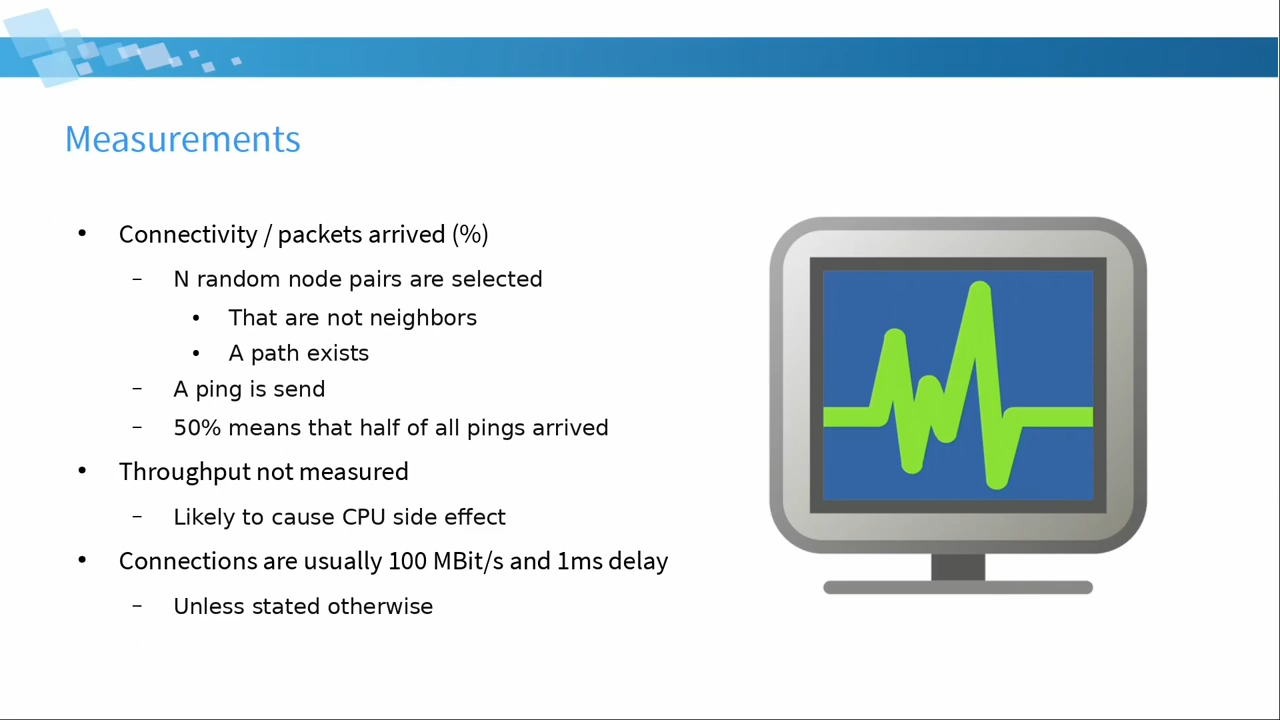 Measurements
• Connectivity / packets arrived (%)
– N random node pairs are selected
• That are not neighbors
• A path exists
– A ping is send
– 50% means that half of all pings arrived
• Throughput not measured
– Likely to cause CPU side effect
• Connections are usually 100 MBit/s and 1ms delay
– Unless stated otherwise